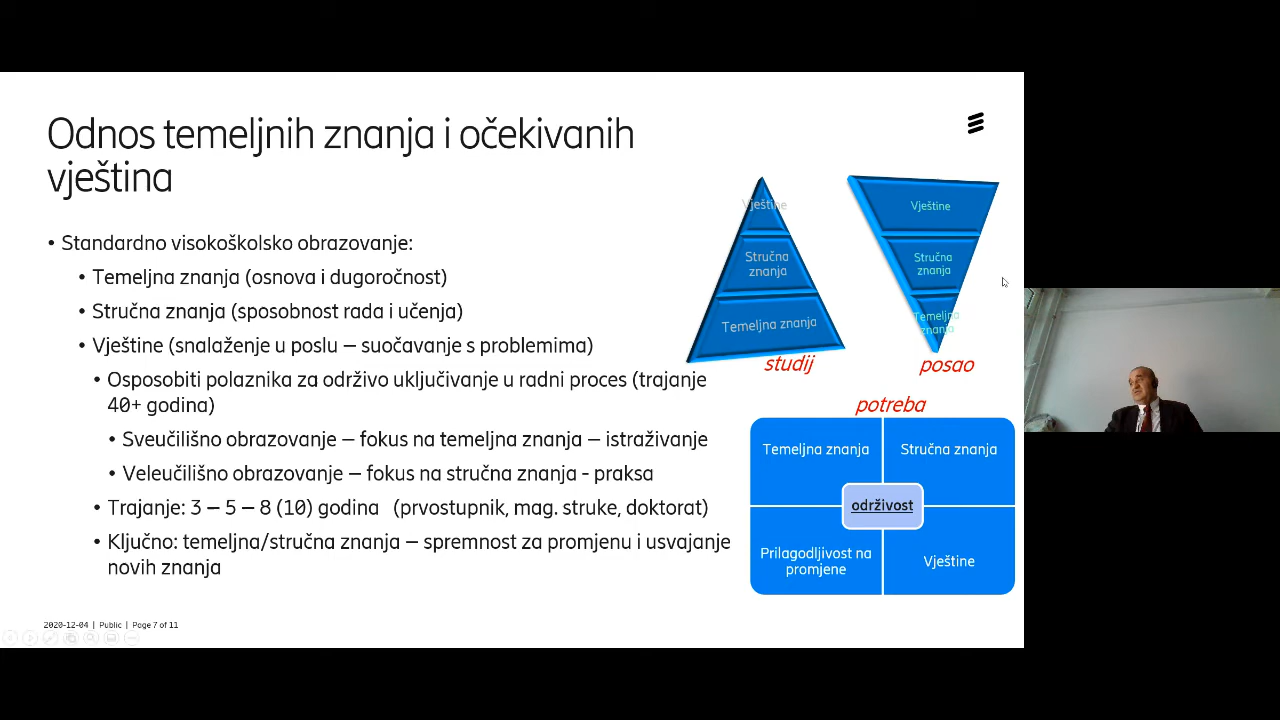 Odnos temeljnih znanja i očekivanih
vještina
• Standardno visokoškolsko obrazovanje:
• Temeljna znanja (osnova i dugoročnost)
• Stručna znanja (sposobnost rada i učenja)
• Vještine (snalaženje u poslu – suočavanje s problemima)
• Osposobiti polaznika za održivo uključivanje u radni proces (trajanje
40+ godina)
• Sveučilišno obrazovanje – fokus na temeljna znanja – istraživanje
• Veleučilišno obrazovanje – fokus na stručna znanja - praksa
• Trajanje: 3 – 5 – 8 (10) godina (prvostupnik, mag. struke, doktorat)
• Ključno: temeljna/stručna znanja – spremnost za promjenu i usvajanje
novih znanja
Vještine
Stručna
znanja
Temeljna znanja
studij
Vještine
Stručna
znanja
Temeljna
znanja
posao
potreba
Temeljna znanja
Stručna znanja
održivost
Prilagodljivost na
promjene
Vještine
2020-12-04 | Public | Page 7 of 11